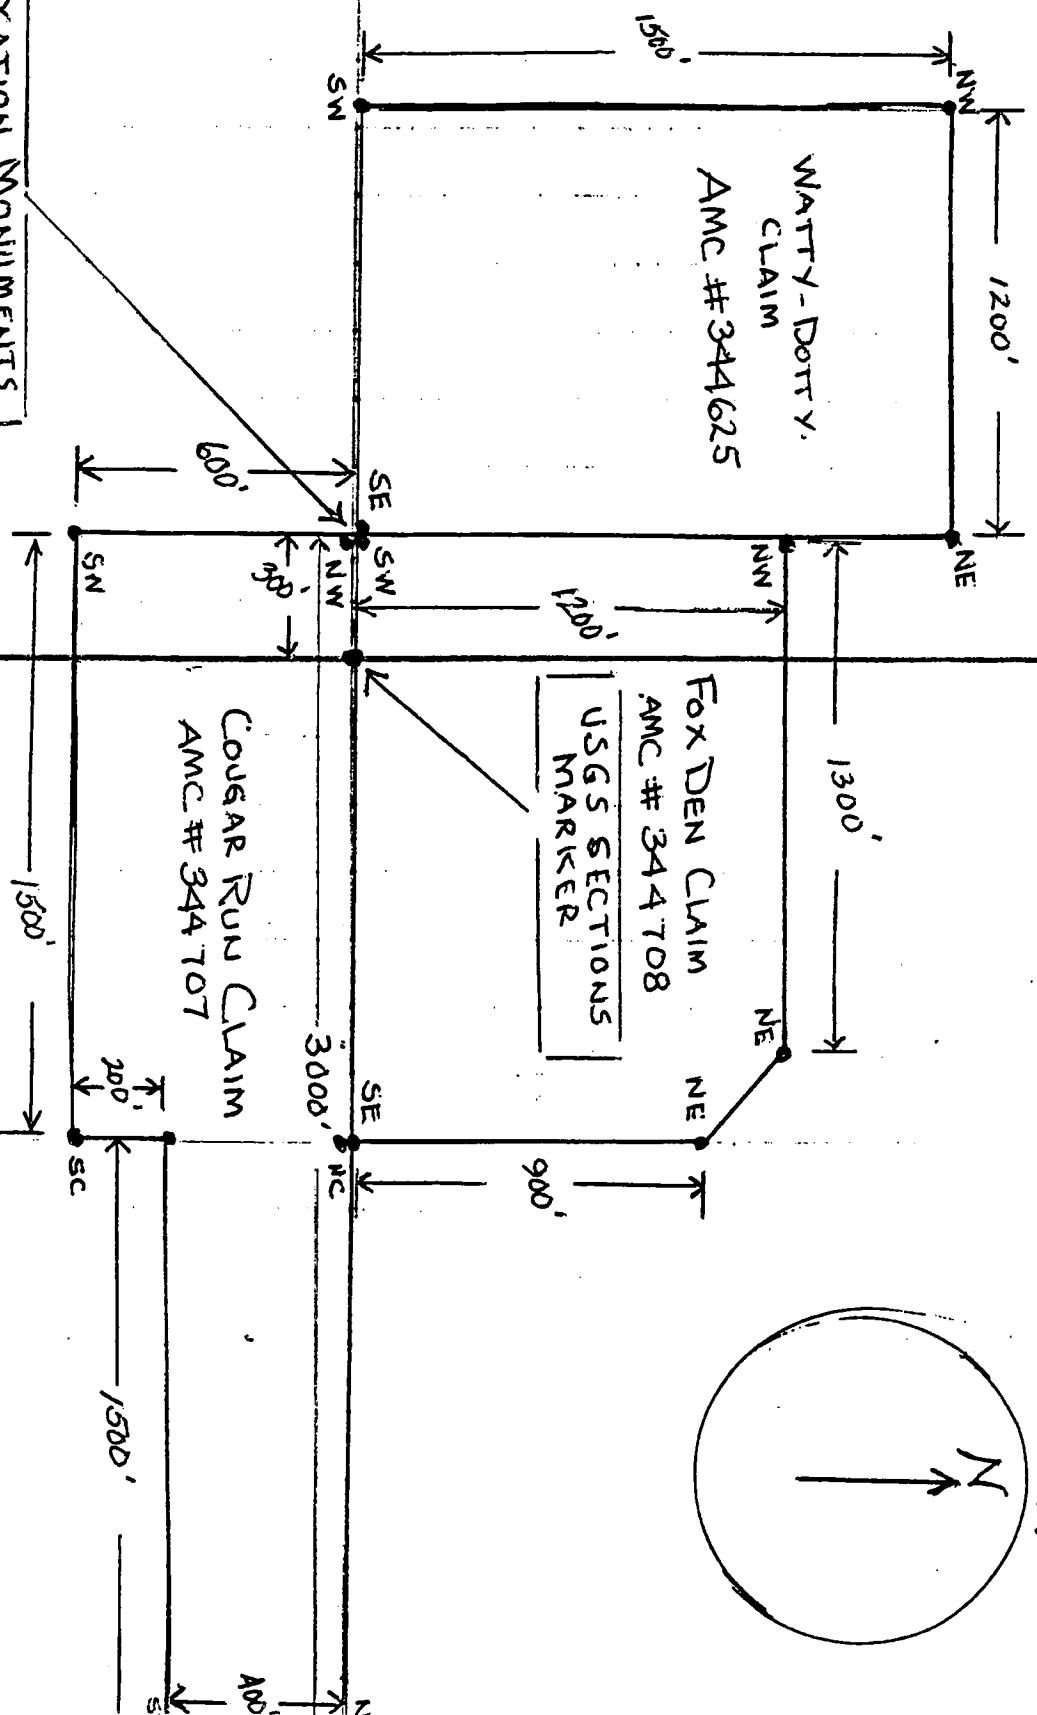 N
NW
1200'
NE
1500'
WATTY-DOTTY.
CLAIM
AMC #344625
SW
SE
NW
1300'
NE
NE
FOX DEN CLAIM
AMC # 344708
USGS SECTIONS
MARKER
1200'
900'
SW
SE
NW
NC
300'
3000'
600'
COUGAR RUN CLAIM
AMC # 344707
200'
400'
SW
SC
S
1500'
1500'
MONUMENTS